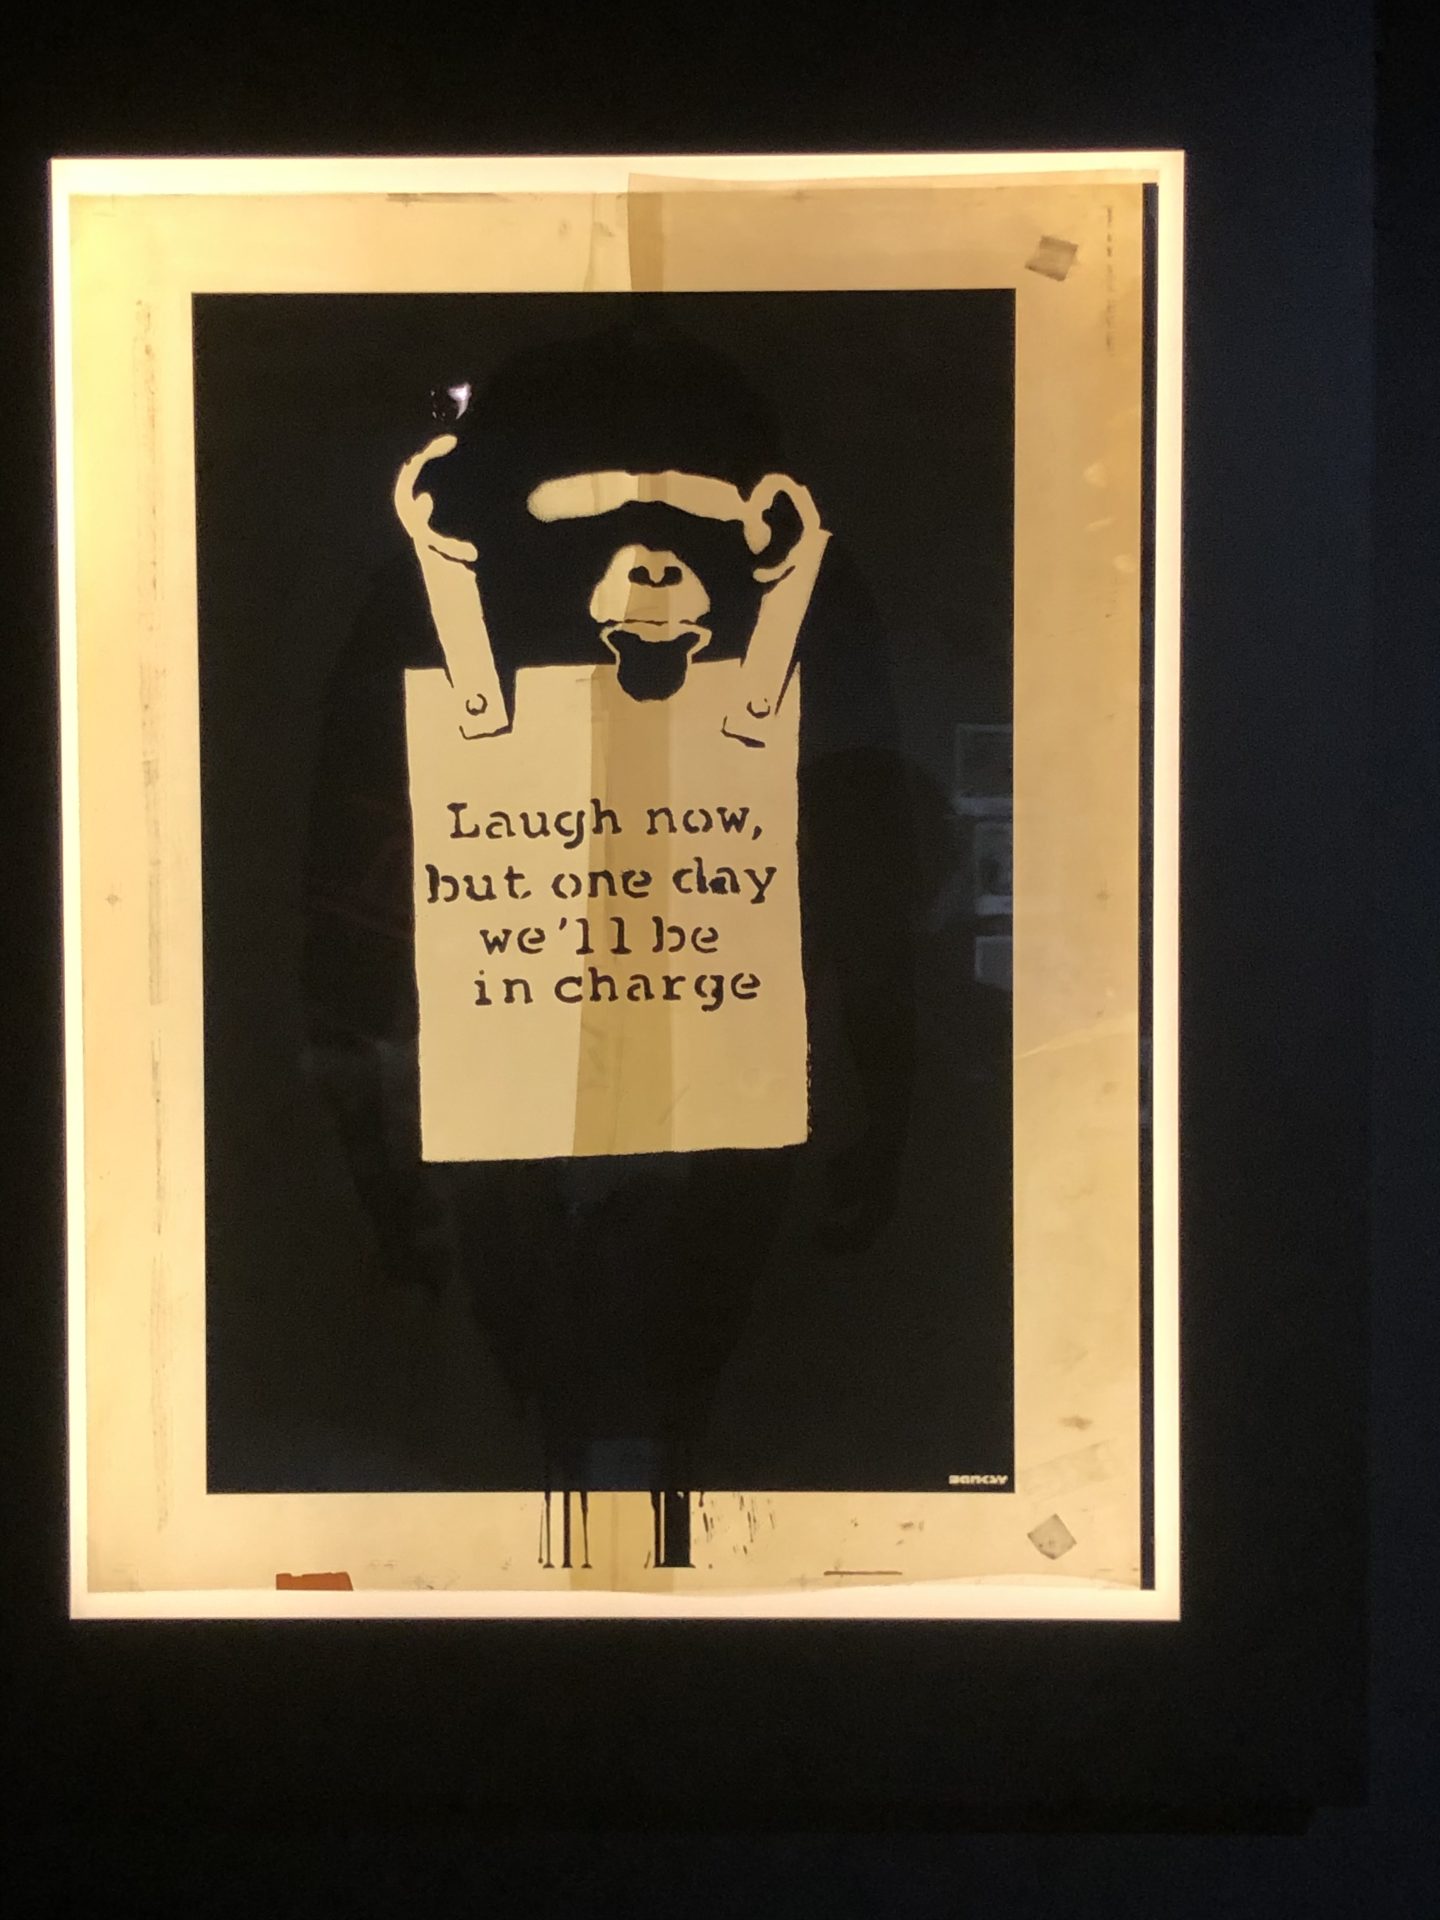 Laugh now,
but one day
we'll be
in charge
BANKSY